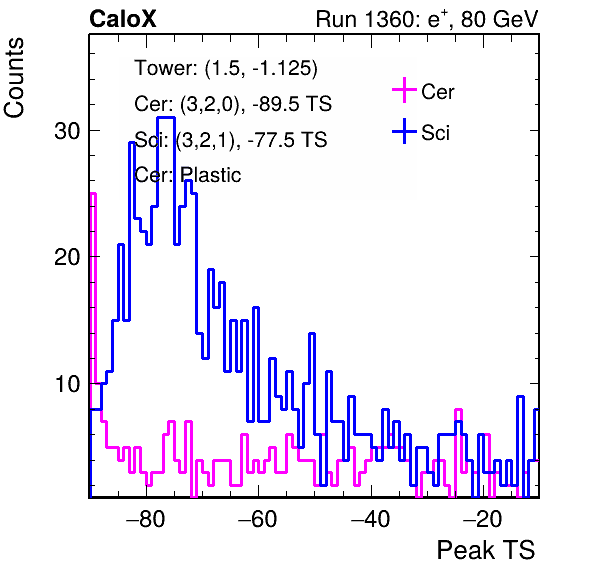 CaloX Run 1360: e⁺, 80 GeV
Counts
Tower: (1.5, -1.125)
Cer: (3,2,0), -89.5 TS
Sci: (3,2,1), -77.5 TS
Cer: Plastic
Cer
Sci
30
20
10
−80 −60 −40 −20
Peak TS